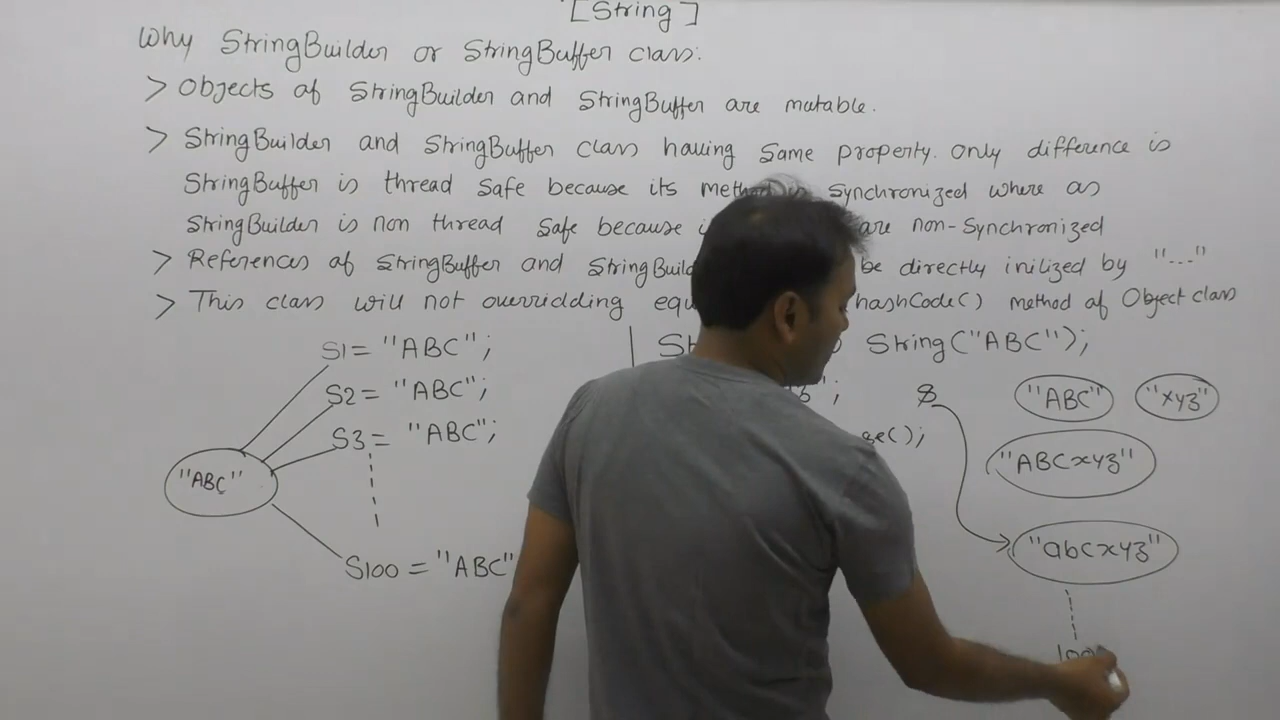 [String]
Why StringBuilder or StringBuffer class:
> Objects of StringBuilder and StringBuffer are mutable.
> StringBuilder and StringBuffer class having same property. only difference is
StringBuffer is thread safe because its method is synchronized where as
StringBuilder is non thread safe because are non-synchronized
> References of StringBuffer and be directly inilized by "..."
> This class will not overridding hashCode() method of Object class
S1 = "ABC";
S2 = "ABC";
S3 = "ABC";
"ABC"
S100 = "ABC"
String("ABC");
S
"ABC" "xyz"
"ABCxyz"
"abcxyz"